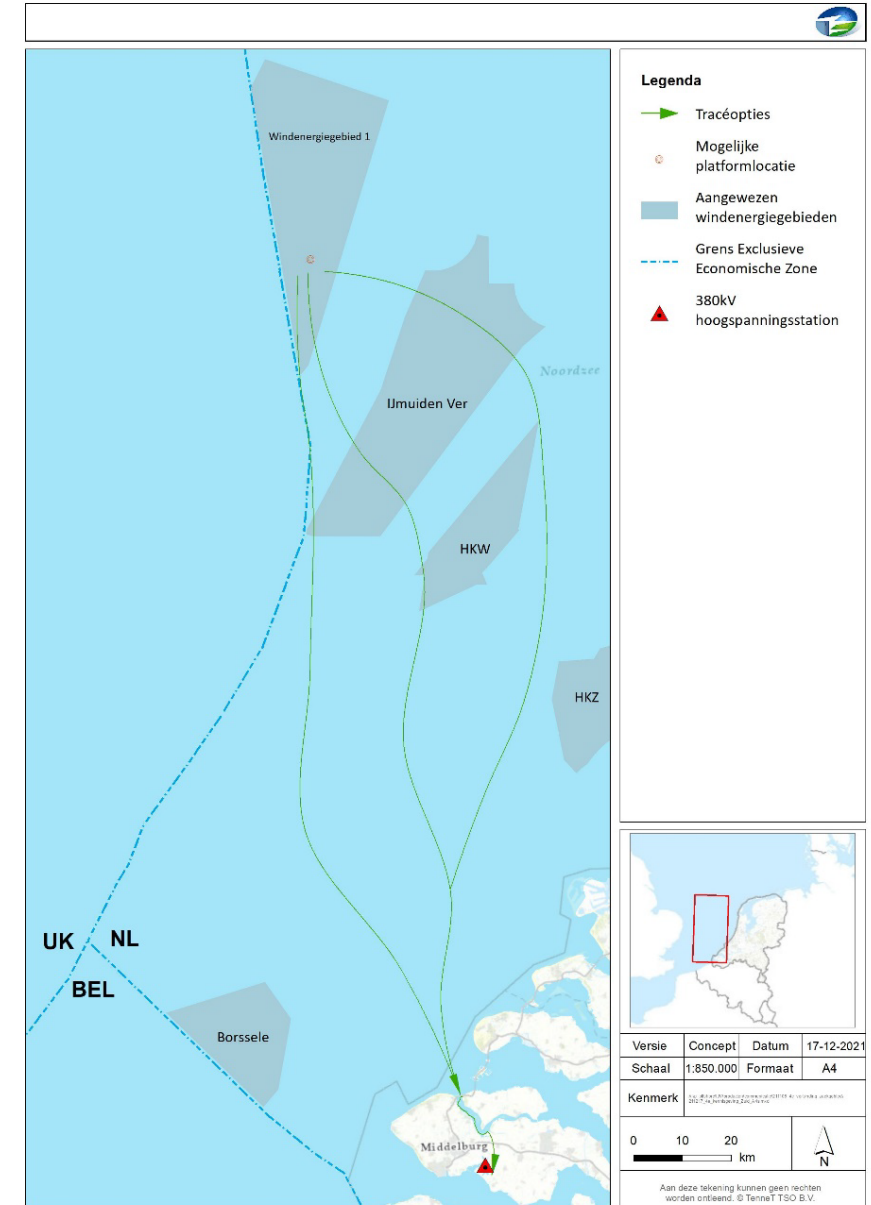 Windenergiegebied 1
Noordzee
IJmuiden Ver
HKW
HKZ
UK
NL
BEL
Borssele
Middelburg
Legenda
Tracéopties
Mogelijke
platformlocatie
Aangewezen
windenergiegebieden
Grens Exclusieve
Economische Zone
380kV
hoogspanningsstation
Versie Concept Datum 17-12-2021
Schaal 1:850.000 Formaat A4
Kenmerk
0 10 20
km
N
Aan deze tekening kunnen geen rechten
worden ontleend. © TenneT TSO B.V.